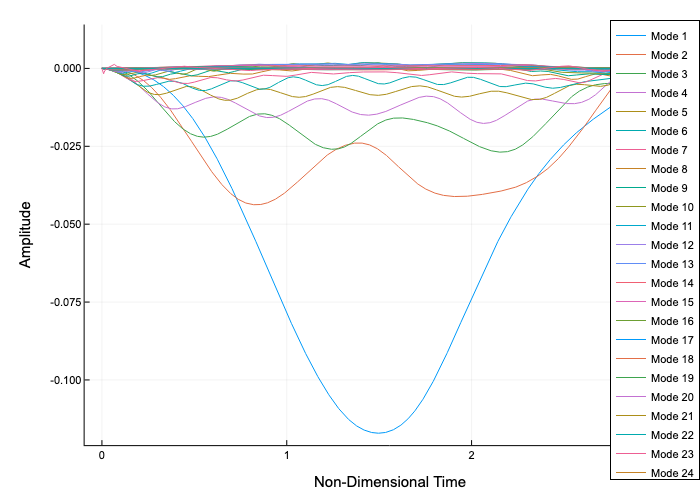 0.000
-0.025
-0.050
-0.075
-0.100
Amplitude
0
1
2
Non-Dimensional Time
Mode 1
Mode 2
Mode 3
Mode 4
Mode 5
Mode 6
Mode 7
Mode 8
Mode 9
Mode 10
Mode 11
Mode 12
Mode 13
Mode 14
Mode 15
Mode 16
Mode 17
Mode 18
Mode 19
Mode 20
Mode 21
Mode 22
Mode 23
Mode 24